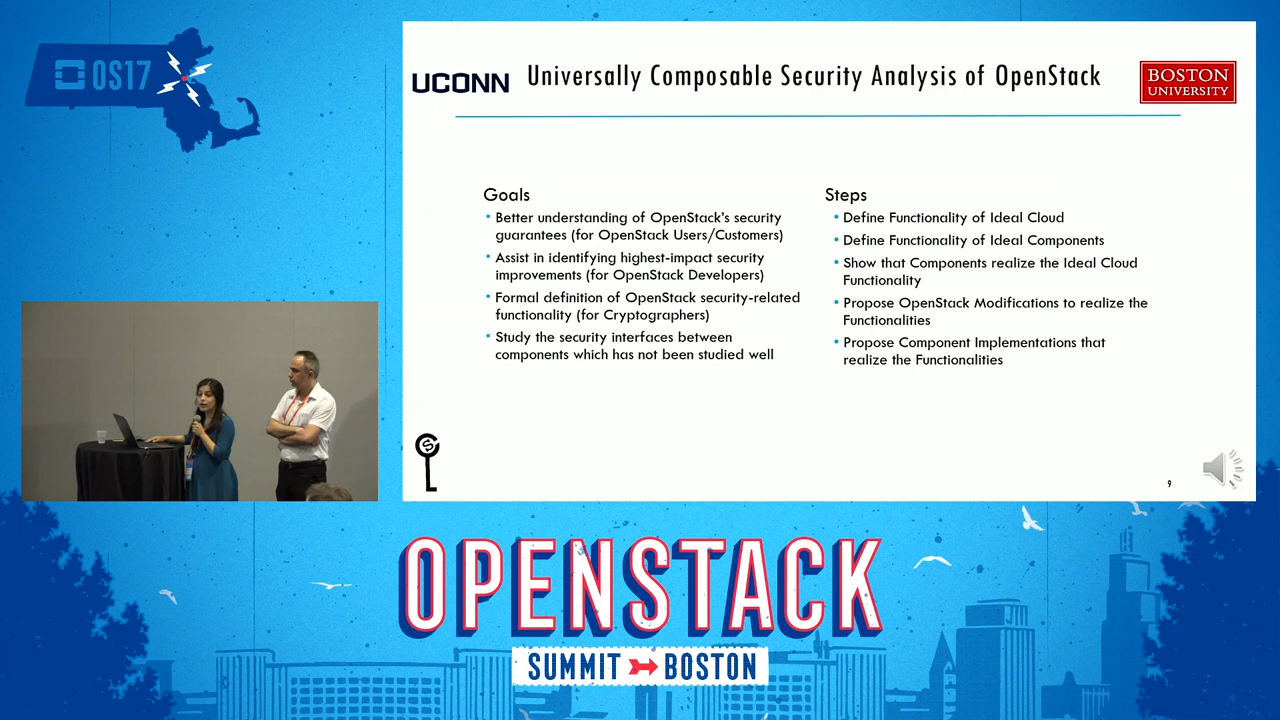 OS17
UCONN
Universally Composable Security Analysis of OpenStack
BOSTON
UNIVERSITY
Goals
• Better understanding of OpenStack's security
guarantees (for OpenStack Users/Customers)
• Assist in identifying highest-impact security
improvements (for OpenStack Developers)
• Formal definition of OpenStack security-related
functionality (for Cryptographers)
• Study the security interfaces between
components which has not been studied well
Steps
• Define Functionality of Ideal Cloud
• Define Functionality of Ideal Components
• Show that Components realize the Ideal Cloud
Functionality
• Propose OpenStack Modifications to realize the
Functionalities
• Propose Component Implementations that
realize the Functionalities
9
OPENSTACK
SUMMIT BOSTON